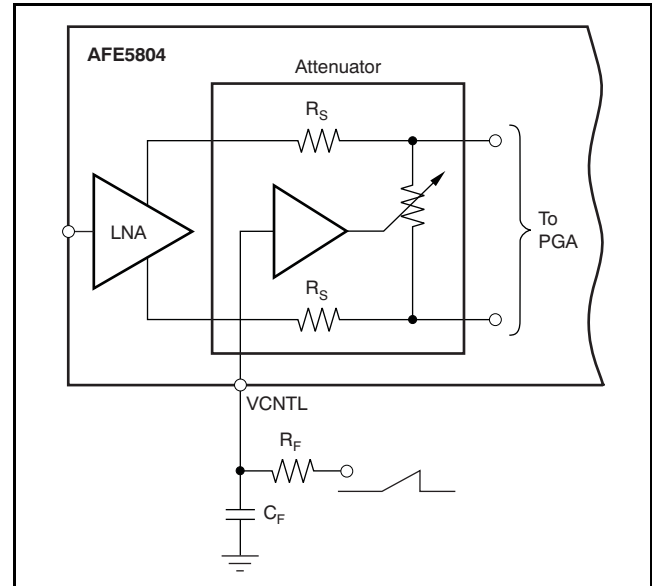 AFE5804
Attenuator
R_S
LNA
To
PGA
R_S
VCNTL
R_F
C_F